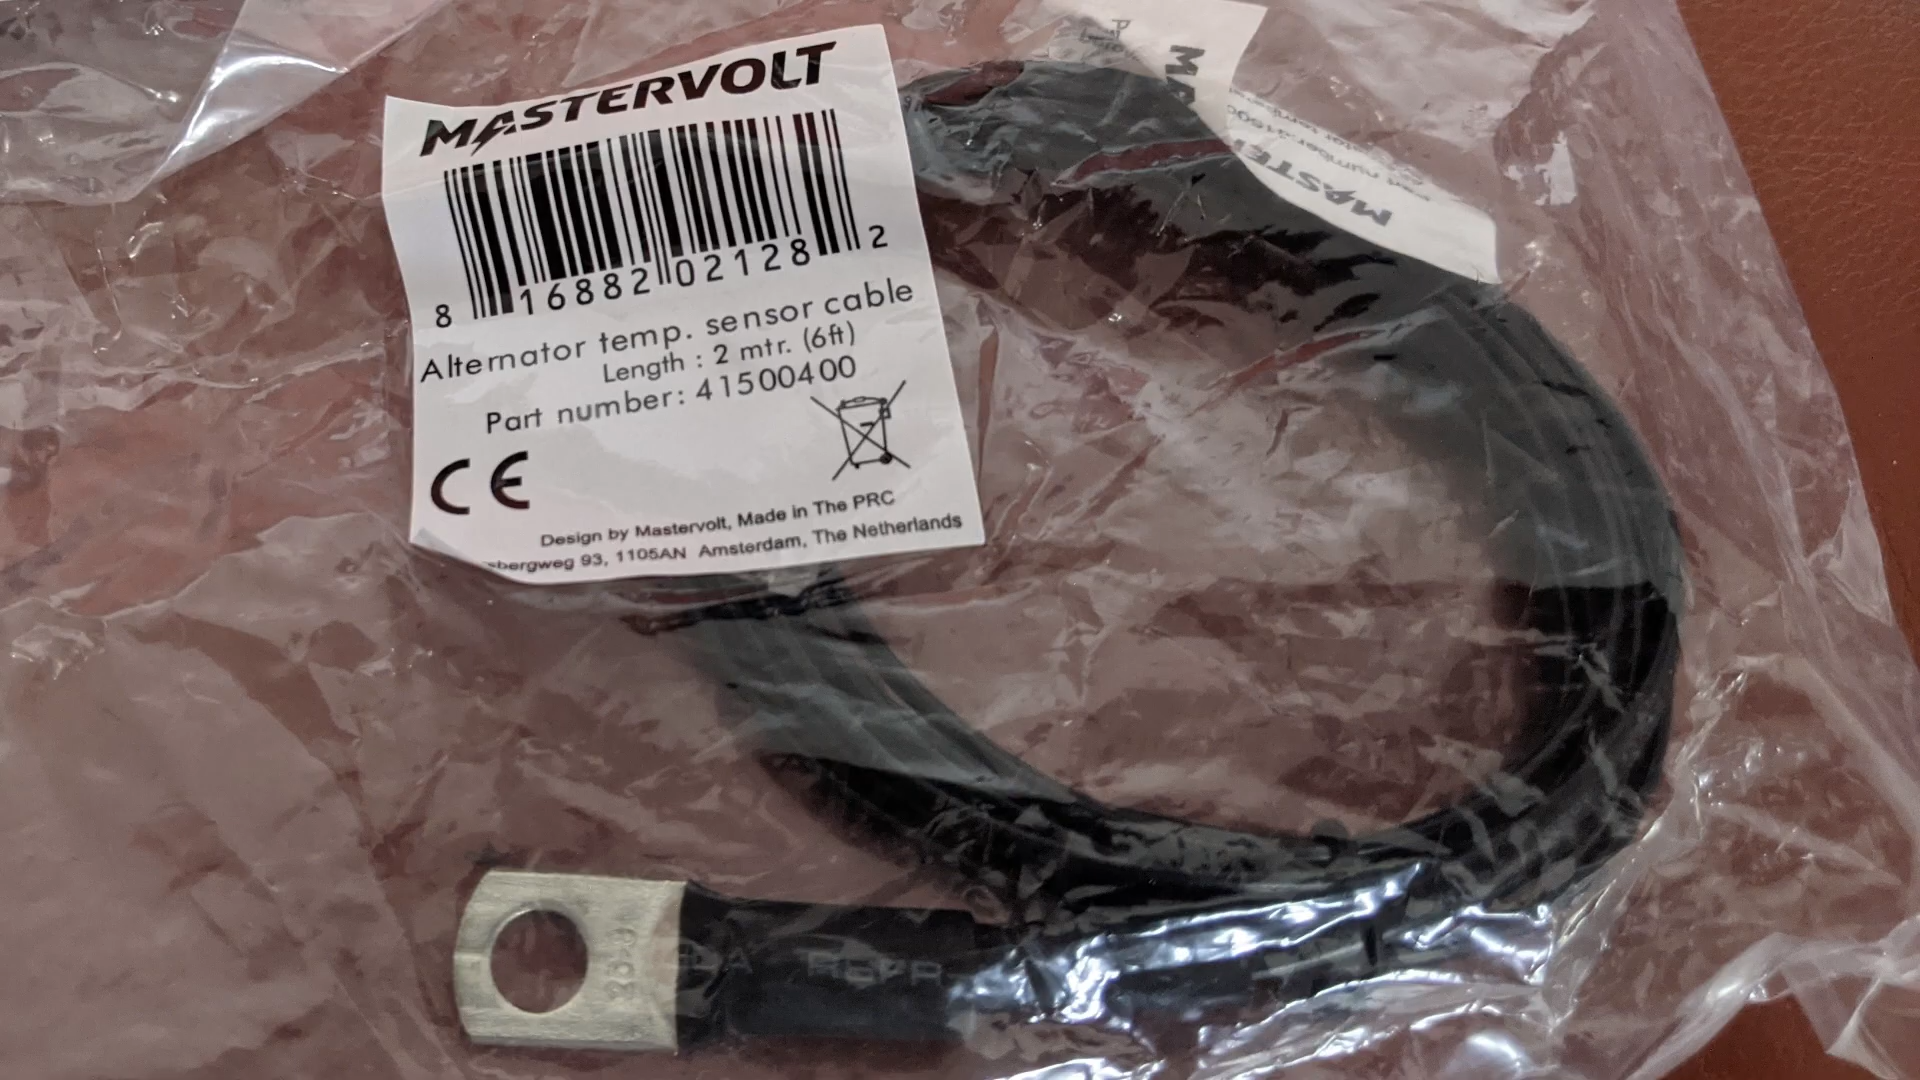 MASTERVOLT
8 16882 02128 2
Alternator temp. sensor cable
Length : 2 mtr. (6ft)
Part number: 41500400
CE
Design by Mastervolt, Made in The PRC
93, 1105AN Amsterdam, The Netherlands